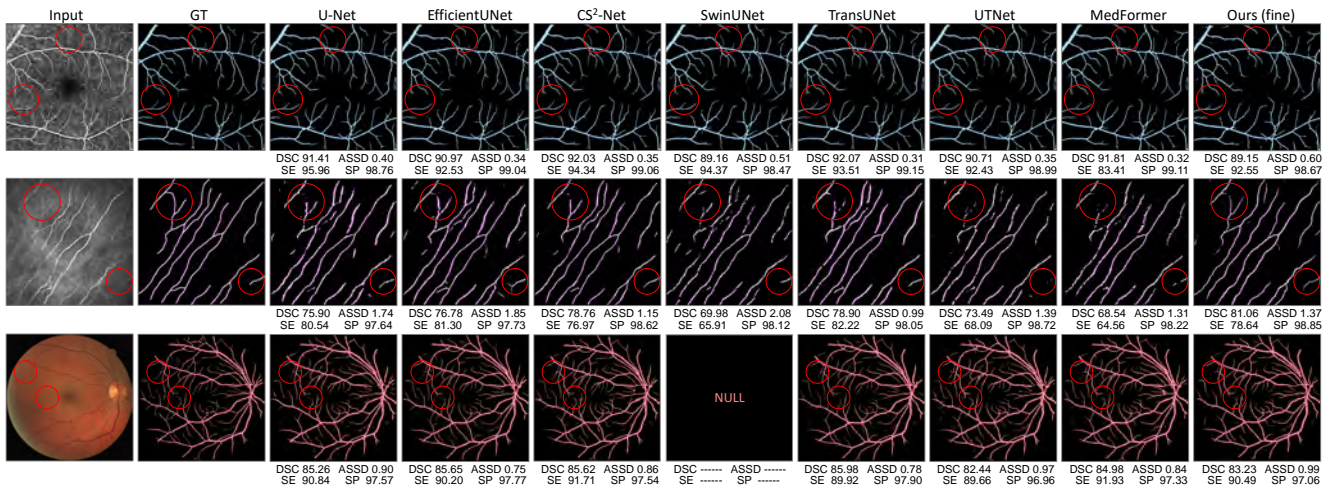 Input GT U-Net EfficientUNet CS²-Net SwinUNet TransUNet UTNet MedFormer Ours (fine)
DSC 91.41 ASSD 0.40 DSC 90.97 ASSD 0.34 DSC 92.03 ASSD 0.35 DSC 89.16 ASSD 0.51 DSC 92.07 ASSD 0.31 DSC 90.71 ASSD 0.35 DSC 91.81 ASSD 0.32 DSC 89.15 ASSD 0.60
SE 95.96 SP 98.76 SE 92.53 SP 99.04 SE 94.34 SP 99.06 SE 94.37 SP 98.47 SE 93.51 SP 99.15 SE 92.43 SP 98.99 SE 83.41 SP 99.11 SE 92.55 SP 98.67
DSC 75.90 ASSD 1.74 DSC 76.78 ASSD 1.85 DSC 78.76 ASSD 1.15 DSC 69.98 ASSD 2.08 DSC 78.90 ASSD 0.99 DSC 73.49 ASSD 1.39 DSC 68.54 ASSD 1.31 DSC 81.06 ASSD 1.37
SE 80.54 SP 97.64 SE 81.30 SP 97.73 SE 76.97 SP 98.62 SE 65.91 SP 98.12 SE 82.22 SP 98.05 SE 68.09 SP 98.72 SE 64.56 SP 98.22 SE 78.64 SP 98.85
NULL
DSC 85.26 ASSD 0.90 DSC 85.65 ASSD 0.75 DSC 85.62 ASSD 0.86 DSC ------ ASSD ------ DSC 85.98 ASSD 0.78 DSC 82.44 ASSD 0.97 DSC 84.98 ASSD 0.84 DSC 83.23 ASSD 0.99
SE 90.84 SP 97.57 SE 90.20 SP 97.77 SE 91.71 SP 97.54 SE ------ SP ------ SE 89.92 SP 97.90 SE 89.66 SP 96.96 SE 91.93 SP 97.33 SE 90.49 SP 97.06